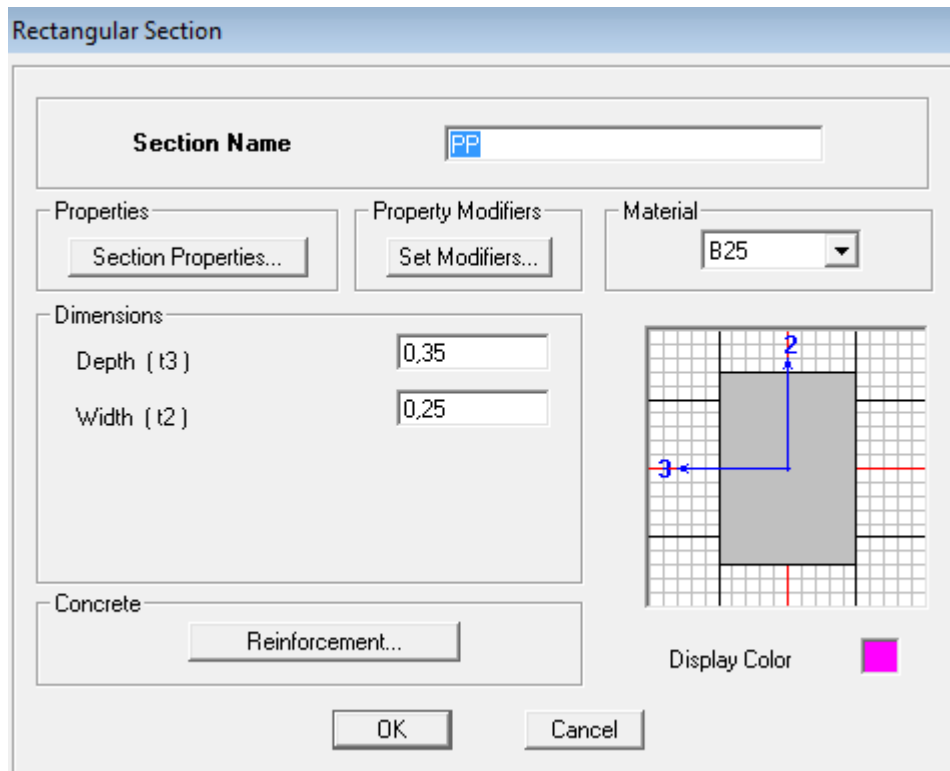 Rectangular Section
Section Name PP
Properties Property Modifiers Material
Section Properties... Set Modifiers... B25
Dimensions
Depth ( t3 ) 0,35
Width ( t2 ) 0,25
2
3
Concrete
Reinforcement...
Display Color
OK Cancel